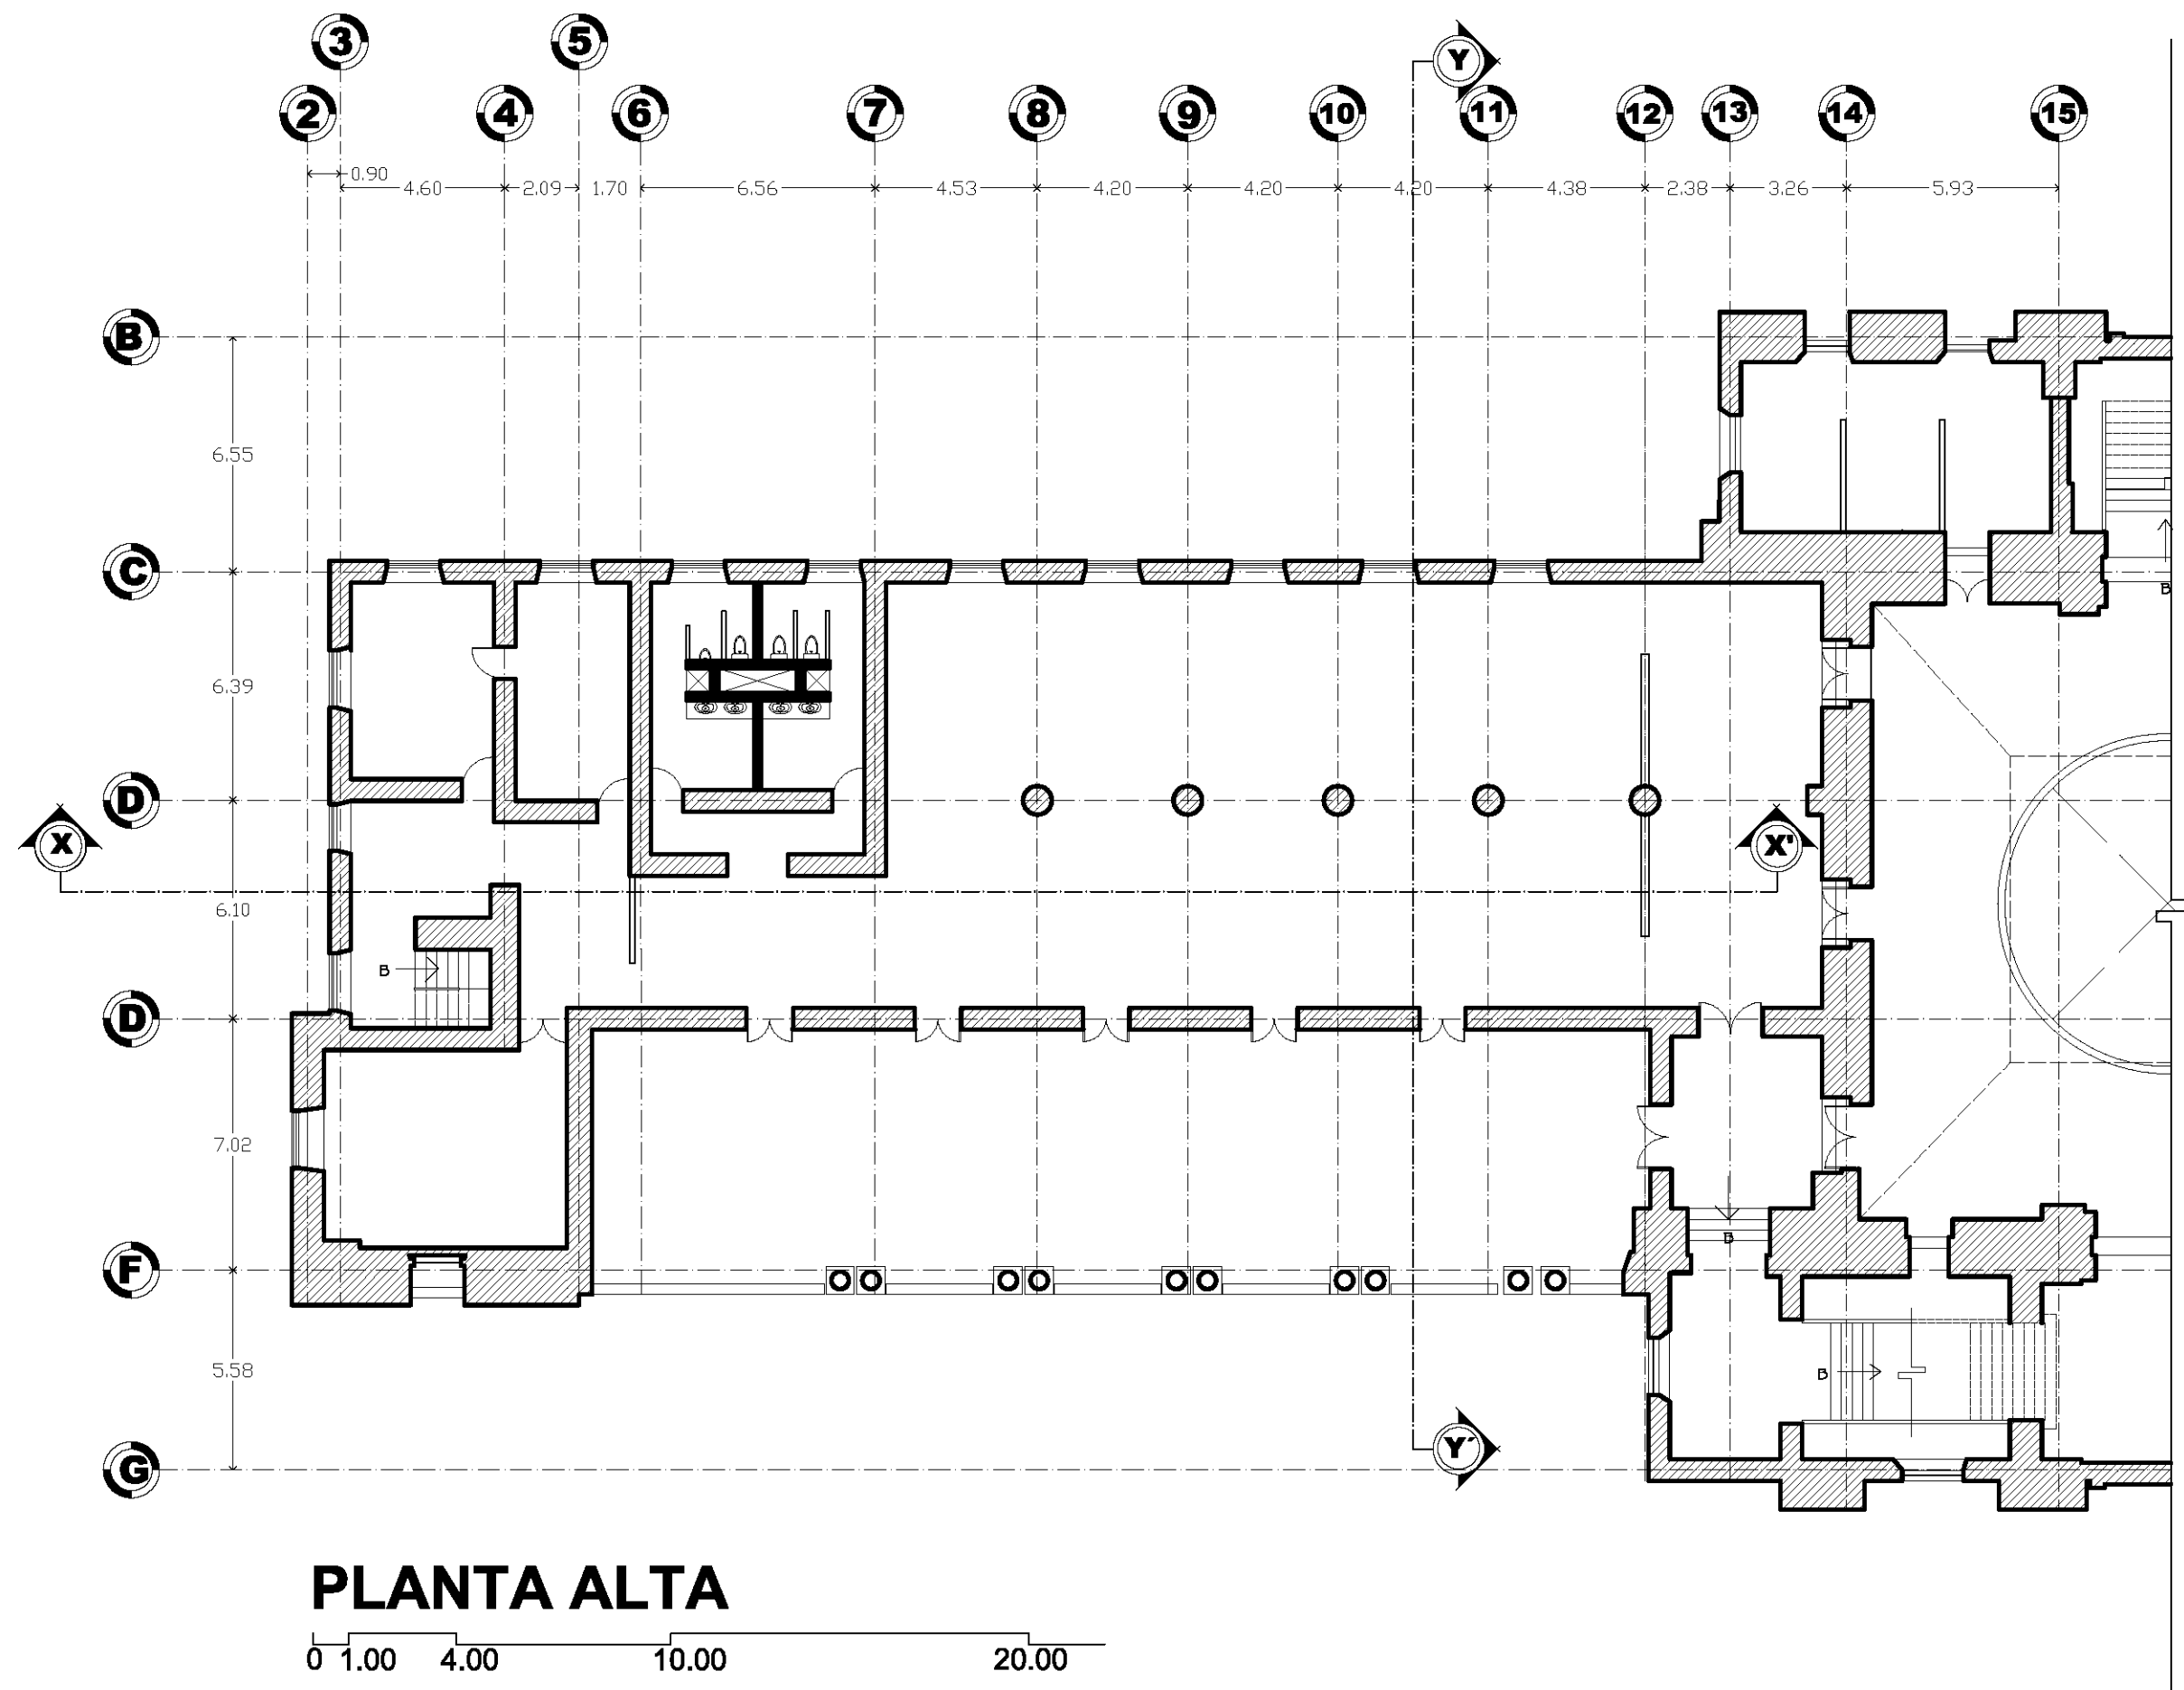 3 5
2 4 6 7 8 9 10 Y 11 12 13 14 15
0.90
4.60 2.09 1.70 6.56 4.53 4.20 4.20 4.20 4.38 2.38 3.26 5.93
B
6.55
C
B
6.39
D
X X'
6.10
B
D
7.02
B
F
5.58
B
Y´
G
PLANTA ALTA
0 1.00 4.00 10.00 20.00